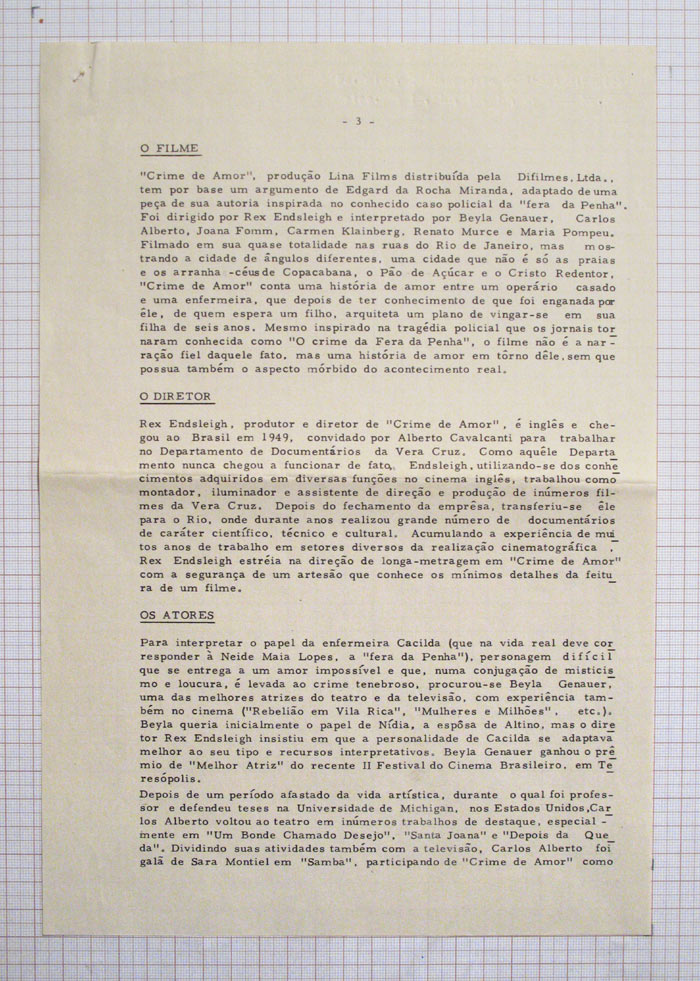 - 3 -
O FILME
"Crime de Amor", produção Lina Films distribuída pela Difilmes, Ltda.,
tem por base um argumento de Edgard da Rocha Miranda, adaptado de uma
peça de sua autoria inspirada no conhecido caso policial da "fera da Penha".
Foi dirigido por Rex Endsleigh e interpretado por Beyla Genauer, Carlos
Alberto, Joana Fomm, Carmen Klainberg, Renato Murce e Maria Pompeu.
Filmado em sua quase totalidade nas ruas do Rio de Janeiro, mas mos-
trando a cidade de ângulos diferentes, uma cidade que não é só as praias
e os arranha -céus de Copacabana, o Pão de Açúcar e o Cristo Redentor,
"Crime de Amor" conta uma história de amor entre um operário casado
e uma enfermeira, que depois de ter conhecimento de que foi enganada por
êle, de quem espera um filho, arquiteta um plano de vingar-se em sua
filha de seis anos. Mesmo inspirado na tragédia policial que os jornais tor
naram conhecida como "O crime da Fera da Penha", o filme não é a nar-
ração fiel daquele fato, mas uma história de amor em tôrno dêle, sem que
possua também o aspecto mórbido do acontecimento real.
O DIRETOR
Rex Endsleigh, produtor e diretor de "Crime de Amor", é inglês e che-
gou ao Brasil em 1949, convidado por Alberto Cavalcanti para trabalhar
no Departamento de Documentários da Vera Cruz. Como aquêle Departa
mento nunca chegou a funcionar de fato, Endsleigh, utilizando-se dos conhe
cimentos adquiridos em diversas funções no cinema inglês, trabalhou como
montador, iluminador e assistente de direção e produção de inúmeros fil-
mes da Vera Cruz. Depois do fechamento da emprêsa, transferiu-se êle
para o Rio, onde durante anos realizou grande número de documentários
de caráter científico, técnico e cultural. Acumulando a experiência de mui
tos anos de trabalho em setores diversos da realização cinematográfica ,
Rex Endsleigh estréia na direção de longa-metragem em "Crime de Amor"
com a segurança de um artesão que conhece os mínimos detalhes da feitu
ra de um filme.
OS ATORES
Para interpretar o papel da enfermeira Cacilda (que na vida real deve cor
responder à Neide Maia Lopes, a "fera da Penha"), personagem difícil
que se entrega a um amor impossível e que, numa conjugação de misticis
mo e loucura, é levada ao crime tenebroso, procurou-se Beyla Genauer,
uma das melhores atrizes do teatro e da televisão, com experiência tam-
bém no cinema ("Rebelião em Vila Rica", "Mulheres e Milhões", etc.).
Beyla queria inicialmente o papel de Nídia, a espôsa de Altino, mas o dire
tor Rex Endsleigh insistiu em que a personalidade de Cacilda se adaptava
melhor ao seu tipo e recursos interpretativos. Beyla Genauer ganhou o prê
mio de "Melhor Atriz" do recente II Festival do Cinema Brasileiro, em Te
resópolis.
Depois de um período afastado da vida artística, durante o qual foi profes-
sor e defendeu teses na Universidade de Michigan, nos Estados Unidos, Car
los Alberto voltou ao teatro em inúmeros trabalhos de destaque, especial -
mente em "Um Bonde Chamado Desejo", "Santa Joana" e "Depois da Que
da". Dividindo suas atividades também com a televisão, Carlos Alberto foi
galã de Sara Montiel em "Samba", participando de "Crime de Amor" como